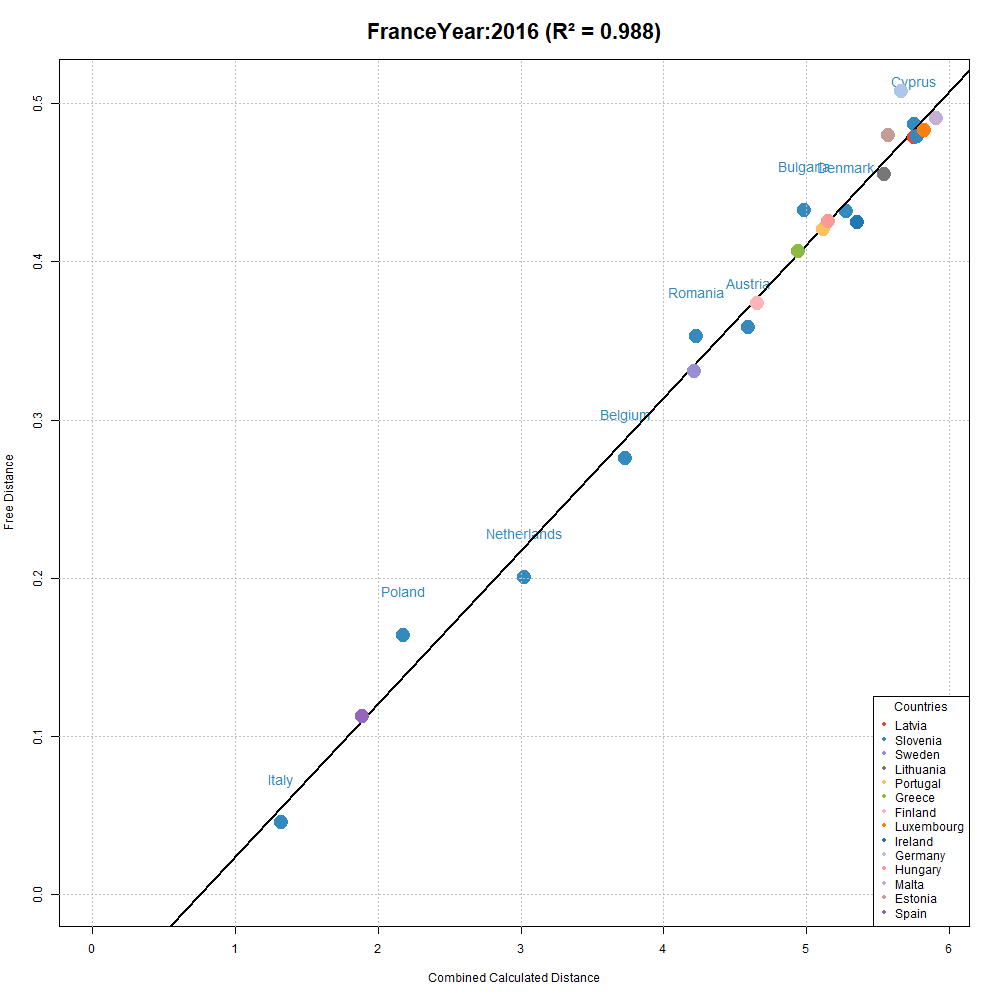 FranceYear:2016 (R² = 0.988)
Cyprus
Bulgaria
Denmark
Austria
Romania
Belgium
Netherlands
Poland
Italy
0.5
0.4
0.3
0.2
0.1
0.0
Free Distance
0 1 2 3 4 5 6
Combined Calculated Distance
Countries
Latvia
Slovenia
Sweden
Lithuania
Portugal
Greece
Finland
Luxembourg
Ireland
Germany
Hungary
Malta
Estonia
Spain